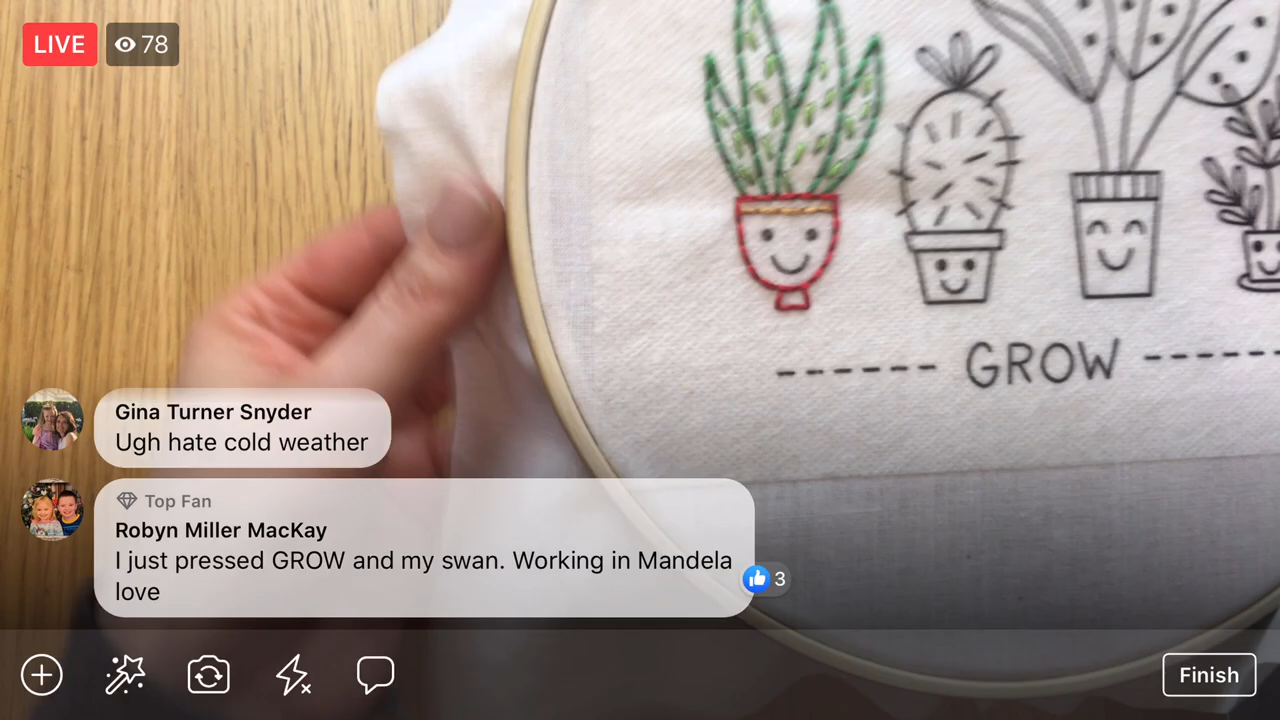 LIVE
78
GROW
Gina Turner Snyder
Ugh hate cold weather
Top Fan
Robyn Miller MacKay
I just pressed GROW and my swan. Working in Mandela
love
3
Finish